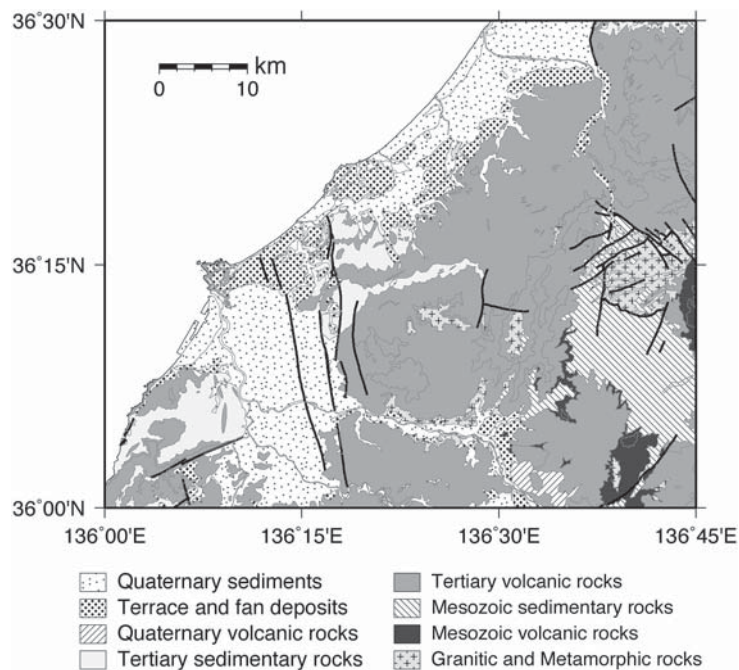 36°30'N
km
0 10
36°15'N
36°00'N
136°00'E 136°15'E 136°30'E 136°45'E
Quaternary sediments Tertiary volcanic rocks
Terrace and fan deposits Mesozoic sedimentary rocks
Quaternary volcanic rocks Mesozoic volcanic rocks
Tertiary sedimentary rocks Granitic and Metamorphic rocks